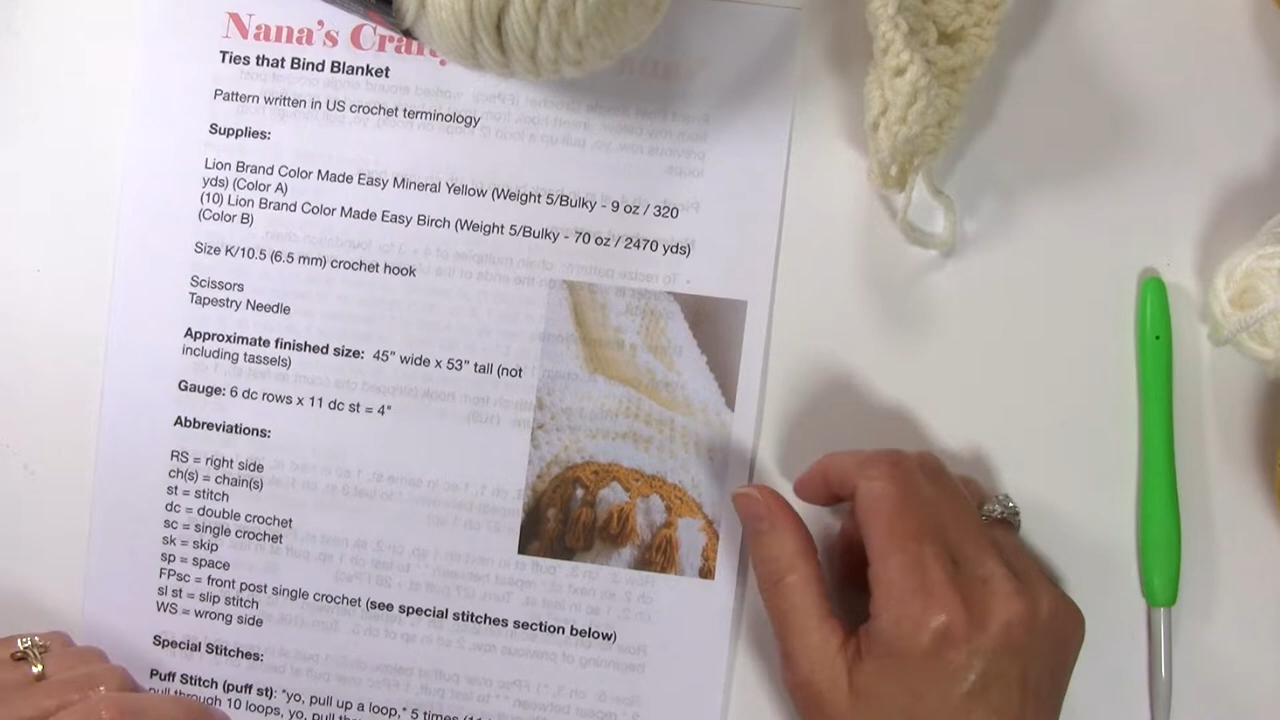 Nana's
Ties that Bind Blanket
Pattern written in US crochet terminology
Supplies:
Lion Brand Color Made Easy Mineral Yellow (Weight 5/Bulky - 9 oz / 320
yds) (Color A)
(10) Lion Brand Color Made Easy Birch (Weight 5/Bulky - 70 oz / 2470 yds)
(Color B)
Size K/10.5 (6.5 mm) crochet hook
Scissors
Tapestry Needle
Approximate finished size: 45" wide x 53" tall (not
including tassels)
Gauge: 6 dc rows x 11 dc st = 4"
Abbreviations:
RS = right side
ch(s) = chain(s)
st = stitch
dc = double crochet
sc = single crochet
sk = skip
sp = space
FPsc = front post single crochet (see special stitches section below)
sl st = slip stitch
WS = wrong side
Special Stitches:
Puff Stitch (puff st): *yo, pull up a loop,* 5 times
pull through 10 loops, yo, pull